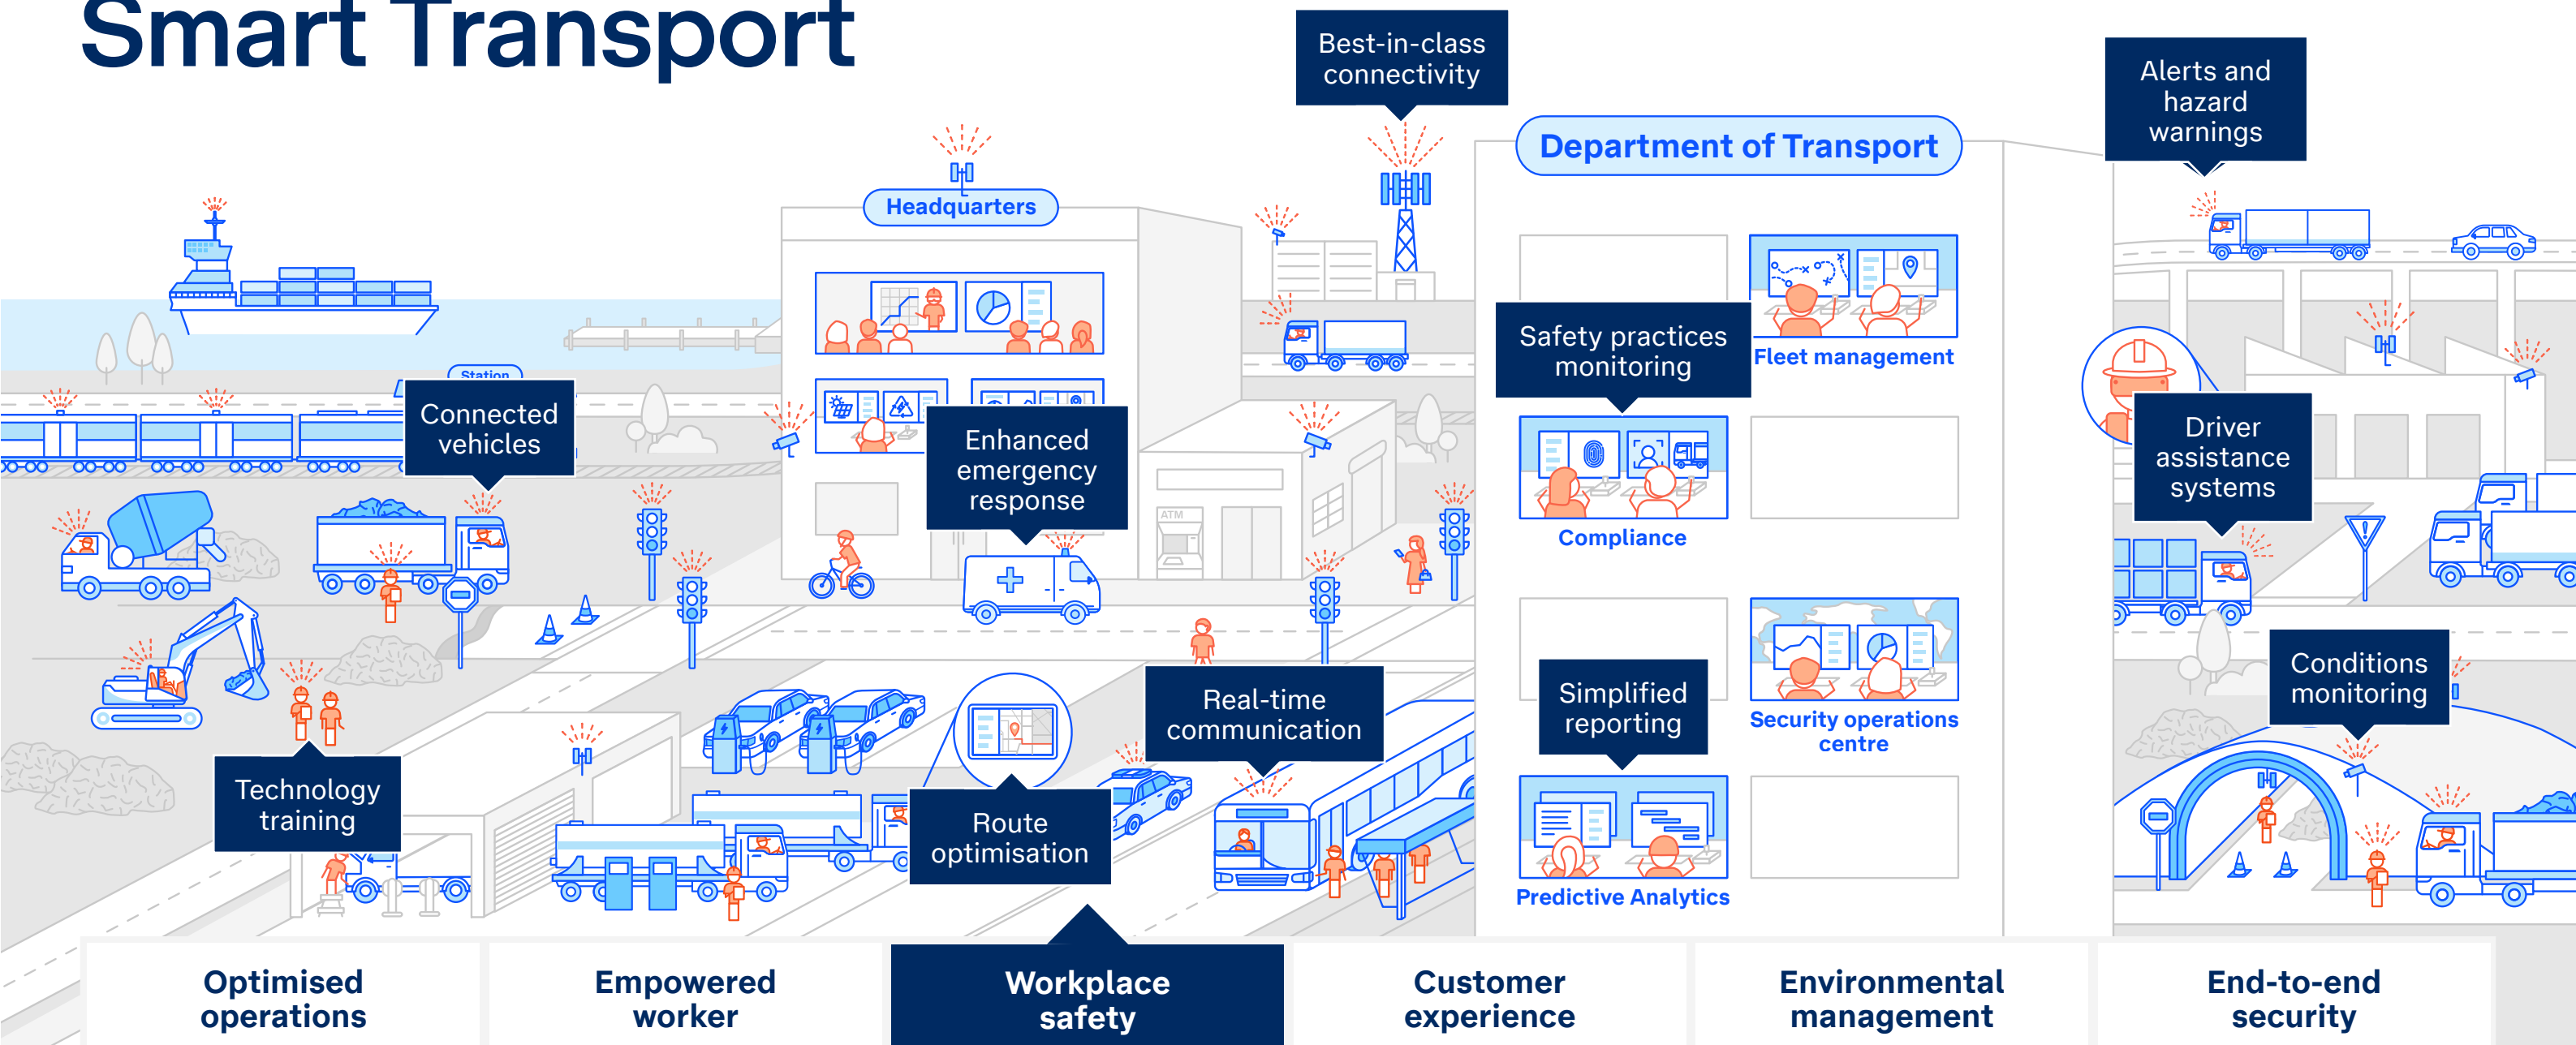 Smart Transport
Best-in-class
connectivity
Alerts and
hazard
warnings
Department of Transport
Headquarters
Safety practices
monitoring
Fleet management
Station
Connected
vehicles
Enhanced
emergency
response
Driver
assistance
systems
ATM
Compliance
Conditions
monitoring
Real-time
communication
Simplified
reporting
Security operations
centre
Technology
training
Route
optimisation
Predictive Analytics
Optimised
operations
Empowered
worker
Workplace
safety
Customer
experience
Environmental
management
End-to-end
security